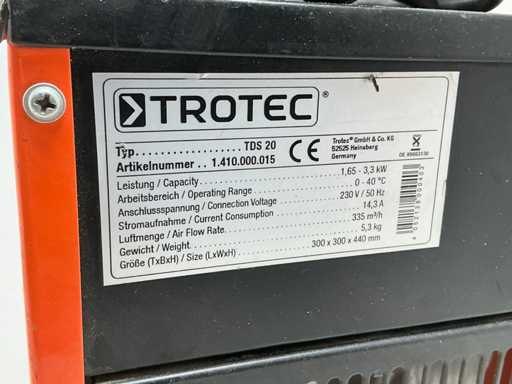 TROTEC®
Typ .................. TDS 20
Artikelnummer .. 1.410.000.015
CE
Trotec® GmbH & Co. KG
52525 Heinsberg
Germany
Leistung / Capacity: 1,65 - 3,3 kW
Arbeitsbereich / Operating Range: 0 - 40 °C
Anschlussspannung / Connection Voltage: 230 V / 50 Hz
Stromaufnahme / Current Consumption: 14,3 A
Luftmenge / Air Flow Rate: 335 m³/h
Gewicht / Weight: 5,3 kg
Größe (TxBxH) / Size (LxWxH): 300 x 300 x 440 mm